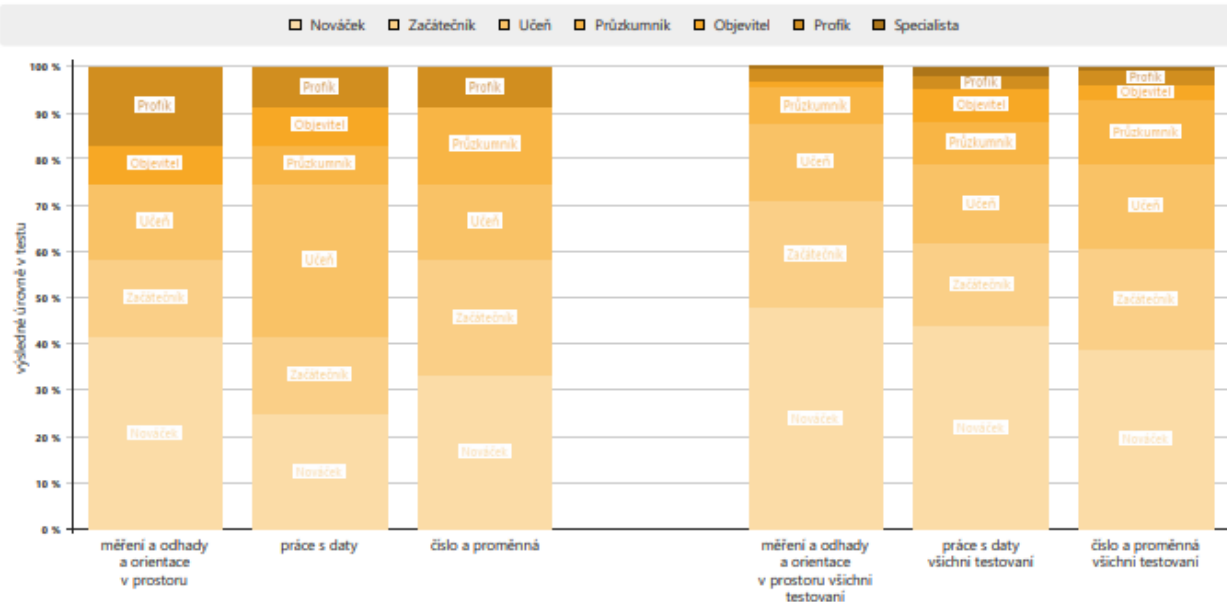 Nováček Začátečník Učeň Průzkumník Objevitel Profík Specialista
výsledné úrovně v testu
100 %
90 %
80 %
70 %
60 %
50 %
40 %
30 %
20 %
10 %
0 %
Profík
Objevitel
Učeň
Začátečník
Nováček
Profík
Objevitel
Průzkumník
Učeň
Začátečník
Nováček
Profík
Průzkumník
Učeň
Začátečník
Nováček
Průzkumník
Učeň
Začátečník
Nováček
Profík
Objevitel
Průzkumník
Učeň
Začátečník
Nováček
Profík
Objevitel
Průzkumník
Učeň
Začátečník
Nováček
měření a odhady
a orientace
v prostoru
práce s daty
číslo a proměnná
měření a odhady
a orientace
v prostoru všichni
testovaní
práce s daty
všichni testovaní
číslo a proměnná
všichni testovaní